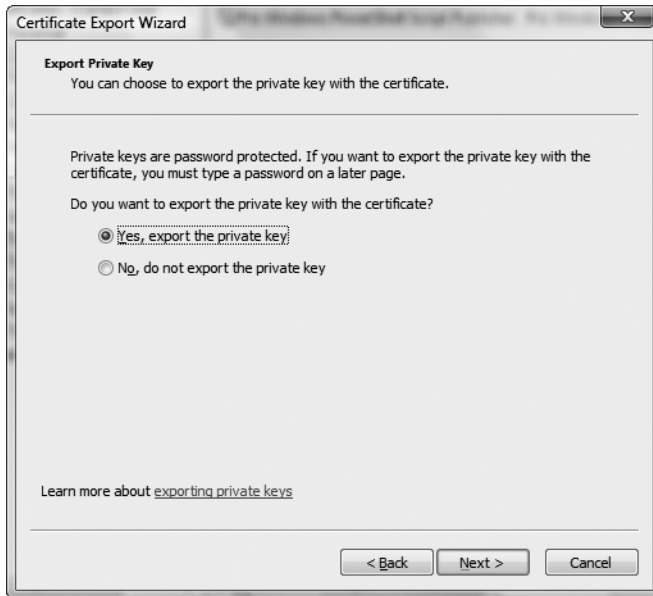 Certificate Export Wizard
Export Private Key
You can choose to export the private key with the certificate.
Private keys are password protected. If you want to export the private key with the
certificate, you must type a password on a later page.
Do you want to export the private key with the certificate?
Yes, export the private key
No, do not export the private key
Learn more about exporting private keys
< Back
Next >
Cancel